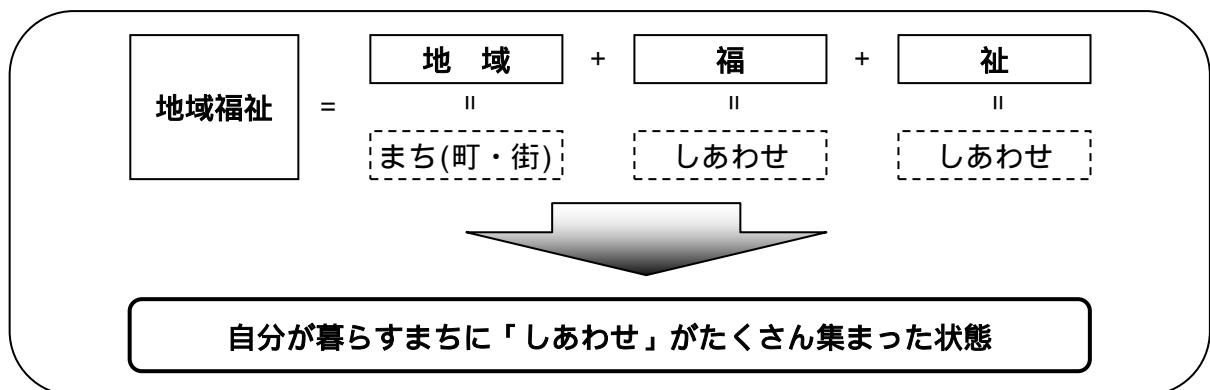 地域福祉 = 地 域 + 福 + 祉
= = =
まち(町・街) しあわせ しあわせ
自分が暮らすまちに「しあわせ」がたくさん集まった状態